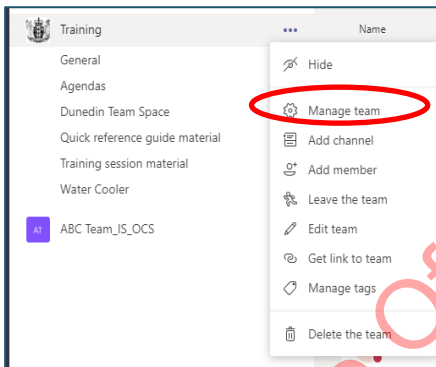 Training ••• Name
General
Agendas
Dunedin Team Space
Quick reference guide material
Training session material
Water Cooler
AT ABC Team_IS_OCS
Hide
Manage team
Add channel
Add member
Leave the team
Edit team
Get link to team
Manage tags
Delete the team